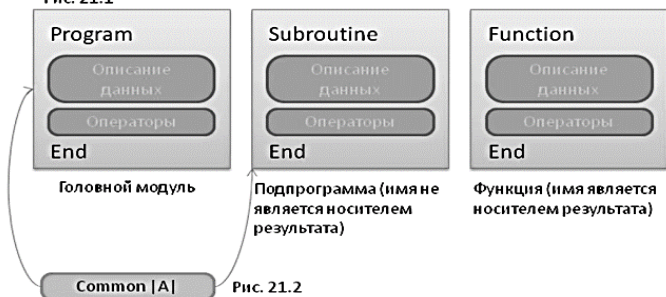 Рис. 21.1
Program
Описание
данных
Операторы
End
Головной модуль
Subroutine
Описание
данных
Операторы
End
Подпрограмма (имя не
является носителем
результата)
Function
Описание
данных
Операторы
End
Функция (имя является
носителем результата)
Common |A|
Рис. 21.2